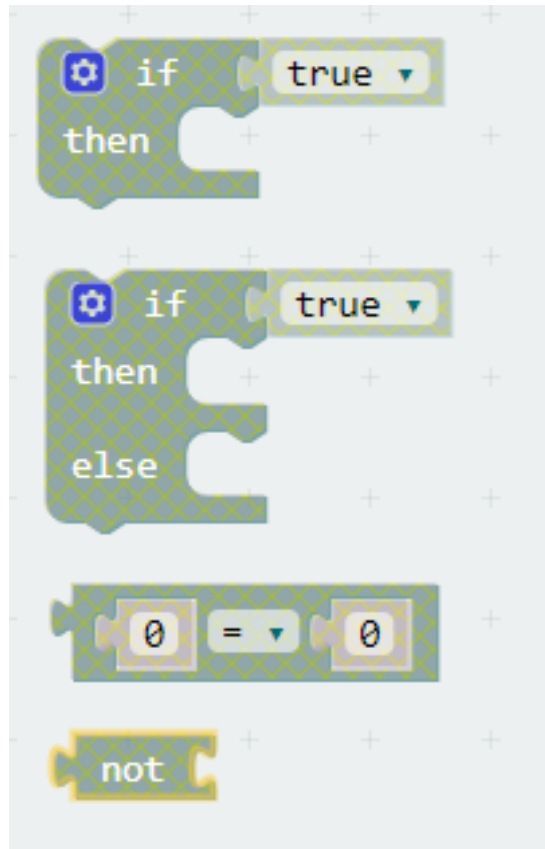 if true
then
if true
then
else
0 = 0
not